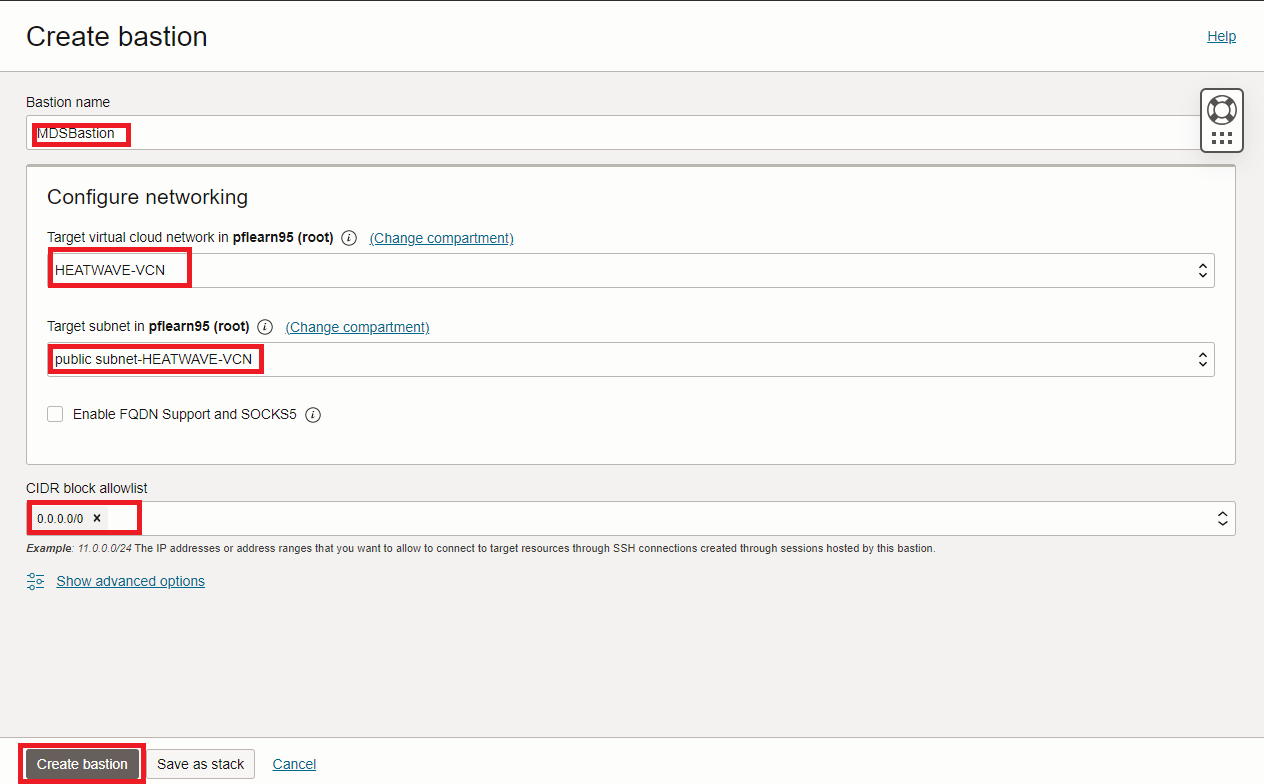 Create bastion
Help
Bastion name
MDSBastion
Configure networking
Target virtual cloud network in pflearn95 (root) i (Change compartment)
HEATWAVE-VCN
Target subnet in pflearn95 (root) i (Change compartment)
public subnet-HEATWAVE-VCN
Enable FQDN Support and SOCKS5 i
CIDR block allowlist
0.0.0.0/0 ×
Example: 11.0.0.0/24 The IP addresses or address ranges that you want to allow to connect to target resources through SSH connections created through sessions hosted by this bastion.
Show advanced options
Create bastion Save as stack Cancel